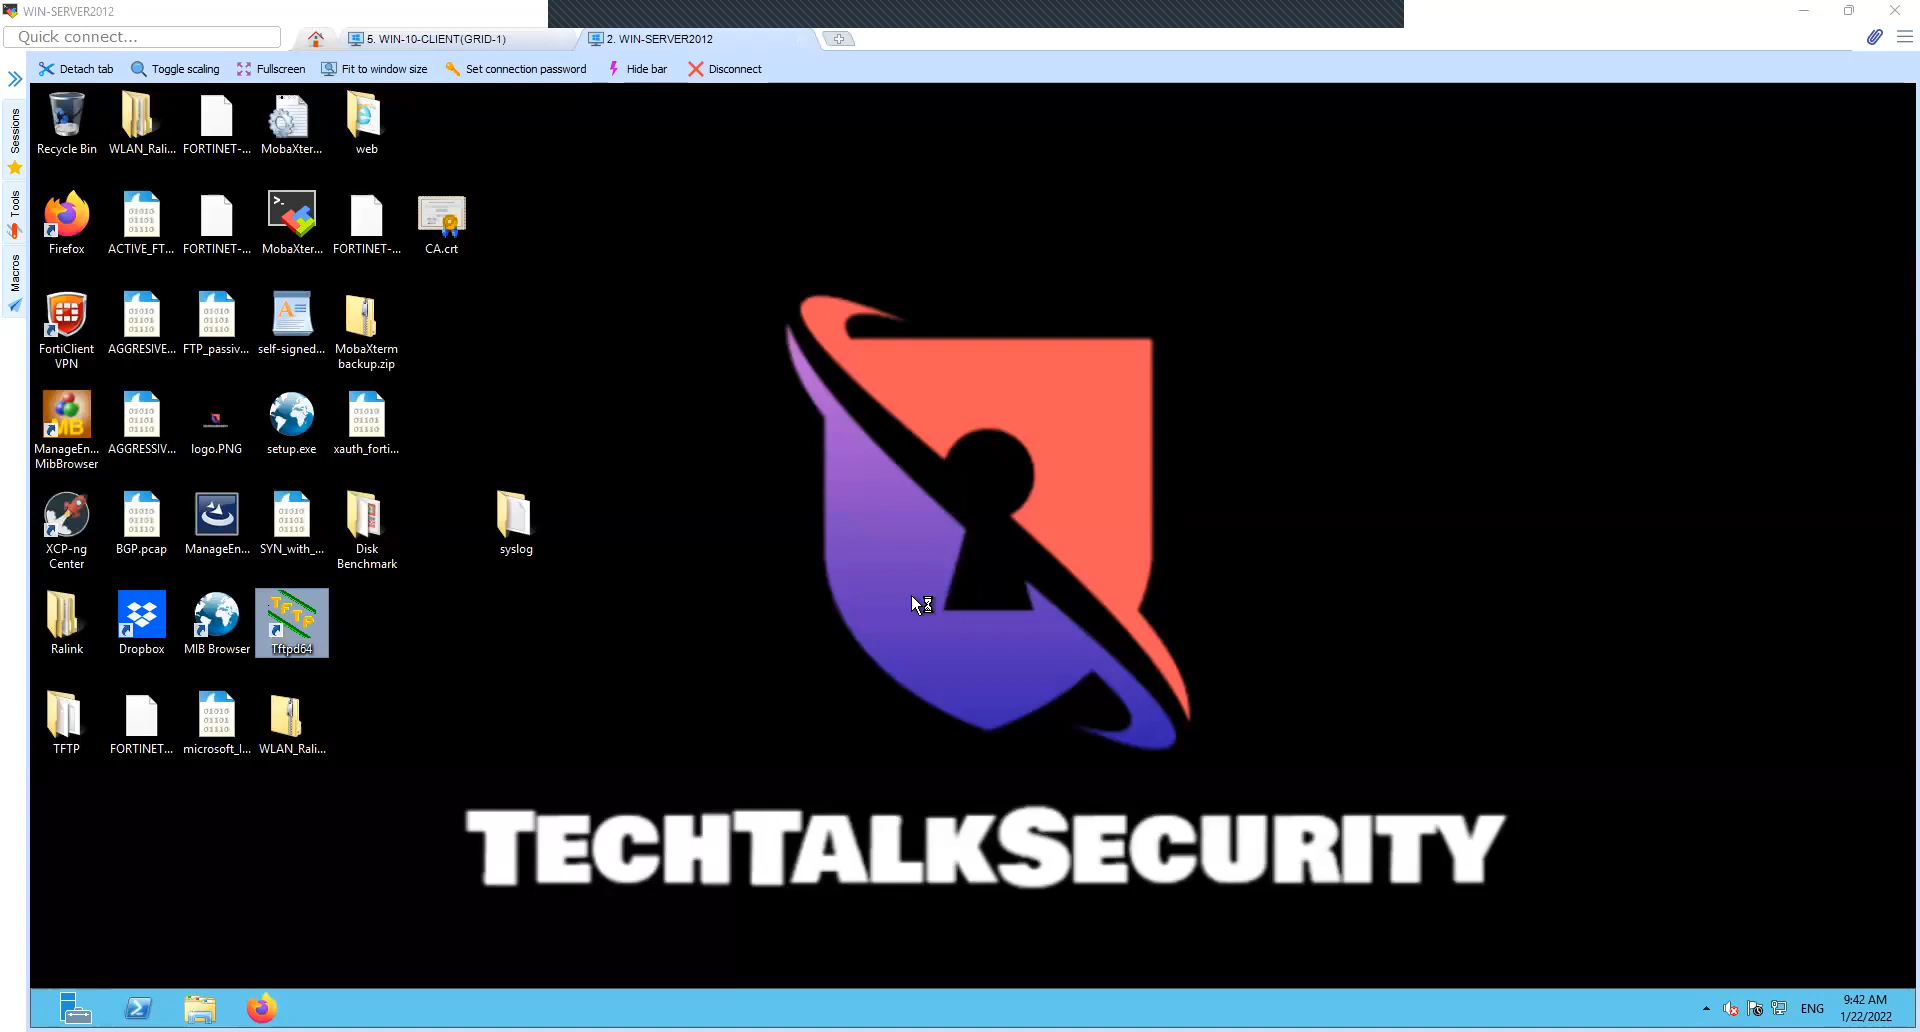 WIN-SERVER2012
Quick connect...
5. WIN-10-CLIENT(GRID-1)
2. WIN-SERVER2012
Detach tab
Toggle scaling
Fullscreen
Fit to window size
Set connection password
Hide bar
Disconnect
Sessions
Tools
Macros
Recycle Bin
WLAN_Rali...
FORTINET-...
MobaXter...
web
Firefox
ACTIVE_FT...
FORTINET-...
MobaXter...
FORTINET-...
CA.crt
FortiClient
VPN
AGGRESIVE...
FTP_passiv...
self-signed...
MobaXterm
backup.zip
ManageEn...
MibBrowser
AGGRESSIV...
logo.PNG
setup.exe
xauth_forti...
XCP-ng
Center
BGP.pcap
ManageEn...
SYN_with_...
Disk
Benchmark
syslog
Ralink
Dropbox
MIB Browser
Tftpd64
TFTP
FORTINET...
microsoft_l...
WLAN_Rali...
TECHTALKSECURITY
ENG
9:42 AM
1/22/2022